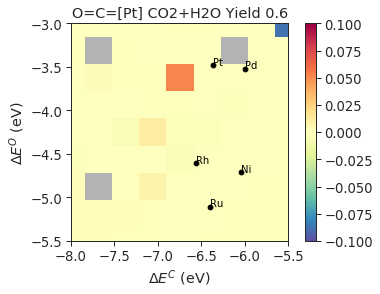 O=C=[Pt] CO2+H2O Yield 0.6
−3.0
−3.5
−4.0
−4.5
−5.0
−5.5
ΔE^O (eV)
Pt
Pd
Rh
Ni
Ru
−8.0 −7.5 −7.0 −6.5 −6.0 −5.5
ΔE^C (eV)
0.100
0.075
0.050
0.025
0.000
−0.025
−0.050
−0.075
−0.100